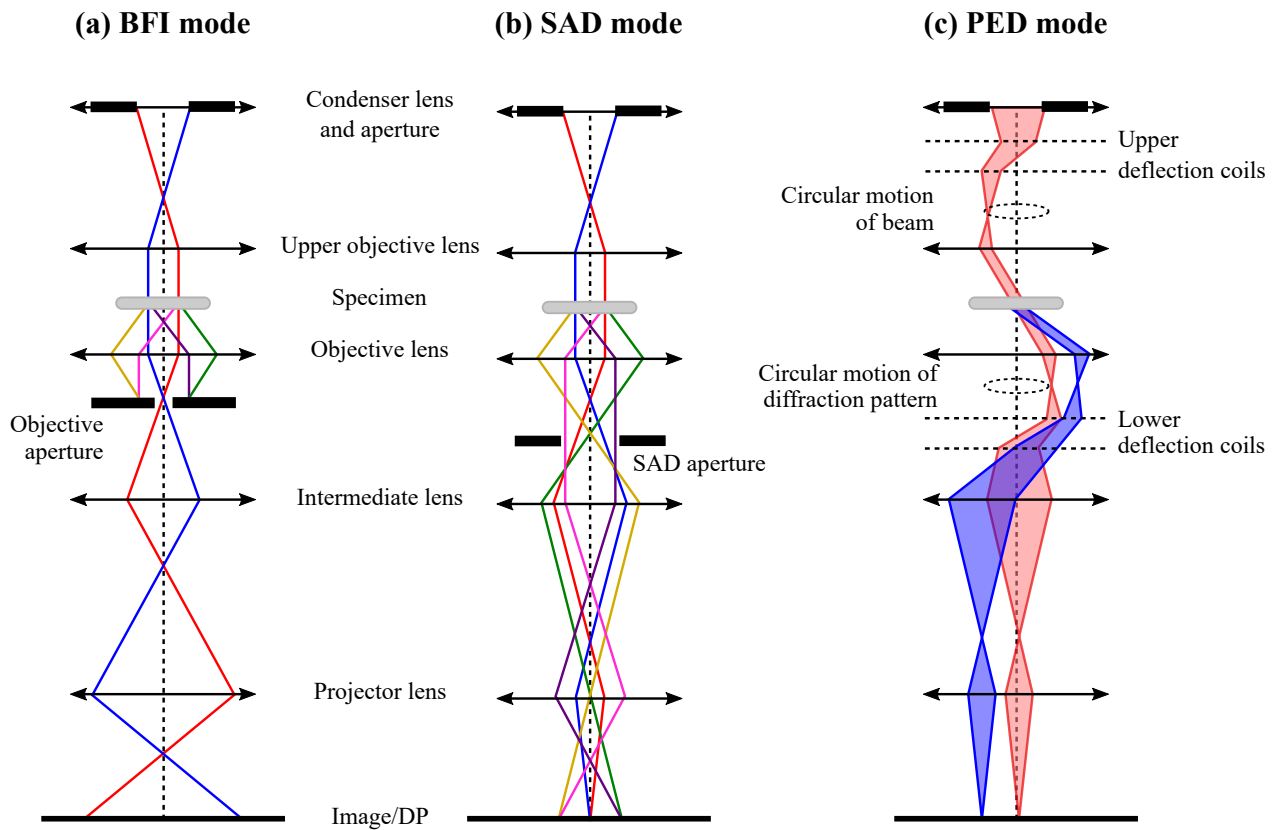 (a) BFI mode
(b) SAD mode
(c) PED mode
Condenser lens
and aperture
Upper objective lens
Specimen
Objective lens
Objective
aperture
SAD aperture
Intermediate lens
Projector lens
Image/DP
Upper
deflection coils
Circular motion
of beam
Circular motion of
diffraction pattern
Lower
deflection coils